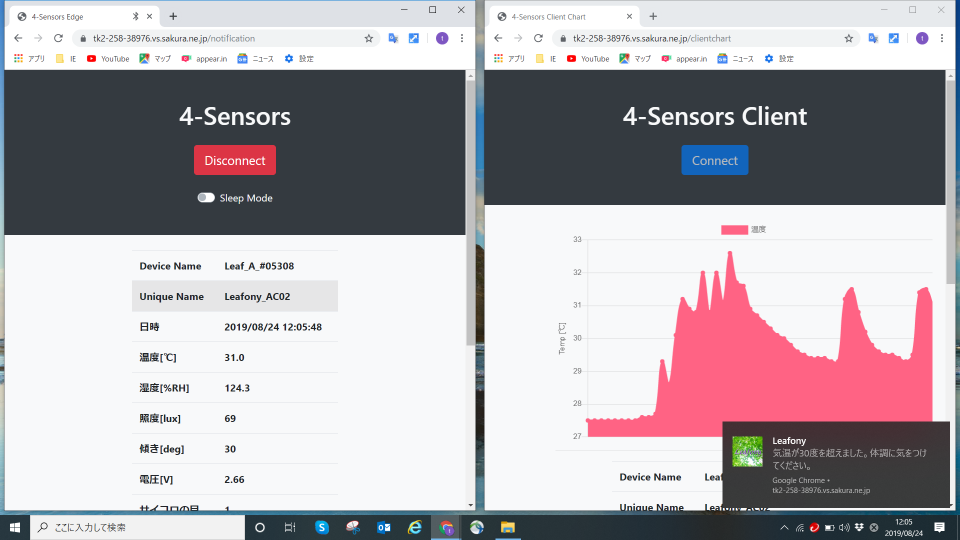 4-Sensors Edge
tk2-258-38976.vs.sakura.ne.jp/notification
アプリ IE YouTube マップ appear.in ニュース 設定
4-Sensors
Disconnect
Sleep Mode
Device Name Leaf_A_#05308
Unique Name Leafony_AC02
日時 2019/08/24 12:05:48
温度[℃] 31.0
湿度[%RH] 124.3
照度[lux] 69
傾き[deg] 30
電圧[V] 2.66
サイコロの目 1
4-Sensors Client Chart
tk2-258-38976.vs.sakura.ne.jp/clientchart
アプリ IE YouTube マップ appear.in ニュース 設定
4-Sensors Client
Connect
温度
33
32
31
30
29
28
27
Temp [℃]
Device Name Leaf
Unique Name Leafony_AC02
Leafony
気温が30度を超えました。体調に気をつけ
てください。
Google Chrome •
tk2-258-38976.vs.sakura.ne.jp
ここに入力して検索
12:05
2019/08/24